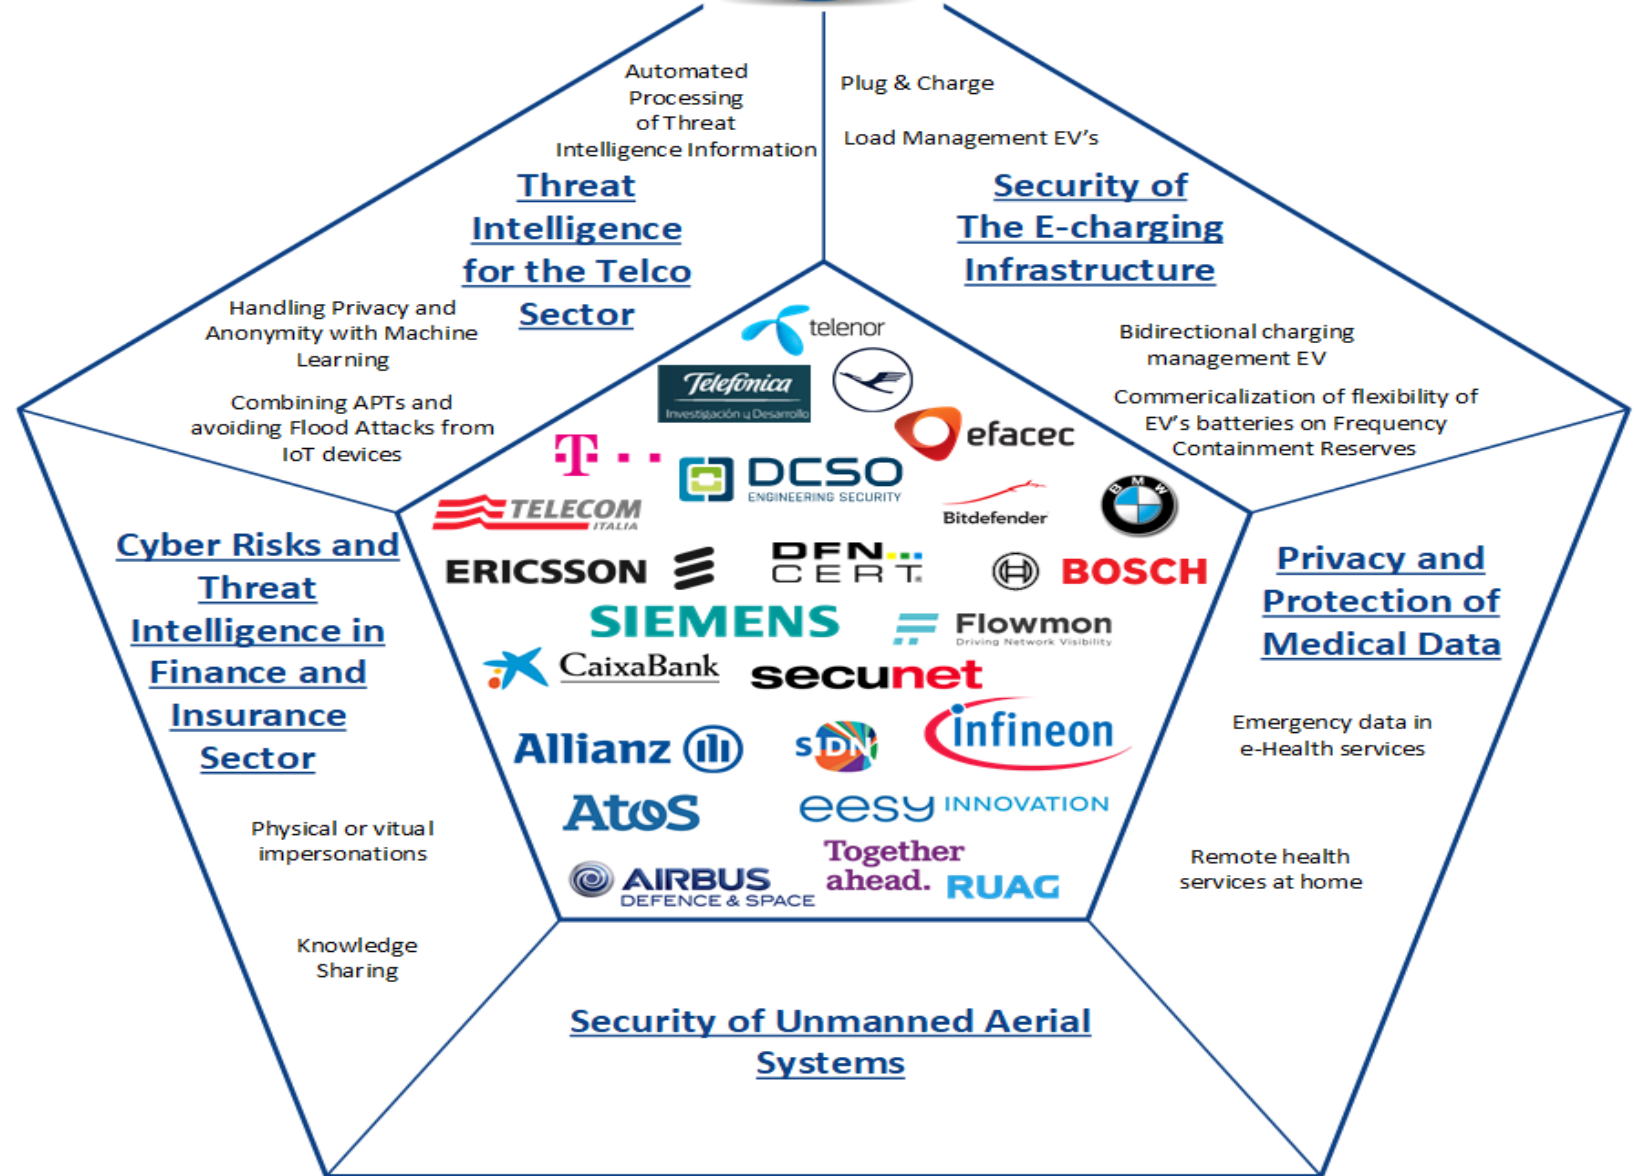 Automated
Processing
of Threat
Intelligence Information
Threat
Intelligence
for the Telco
Sector
Handling Privacy and
Anonymity with Machine
Learning
Combining APTs and
avoiding Flood Attacks from
IoT devices
Plug & Charge
Load Management EV's
Security of
The E-charging
Infrastructure
Bidirectional charging
management EV
Commericalization of flexibility of
EV's batteries on Frequency
Containment Reserves
telenor
Telefónica
Investigación y Desarrollo
efacec
T
DCSO
ENGINEERING SECURITY
TELECOM
ITALIA
Bitdefender
BMW
ERICSSON
DFN
CERT
BOSCH
SIEMENS
Flowmon
Driving Network Visibility
CaixaBank
secunet
Allianz
SIDN
infineon
Atos
eesy INNOVATION
AIRBUS
DEFENCE & SPACE
Together
ahead. RUAG
Cyber Risks and
Threat
Intelligence in
Finance and
Insurance
Sector
Physical or vitual
impersonations
Knowledge
Sharing
Privacy and
Protection of
Medical Data
Emergency data in
e-Health services
Remote health
services at home
Security of Unmanned Aerial
Systems